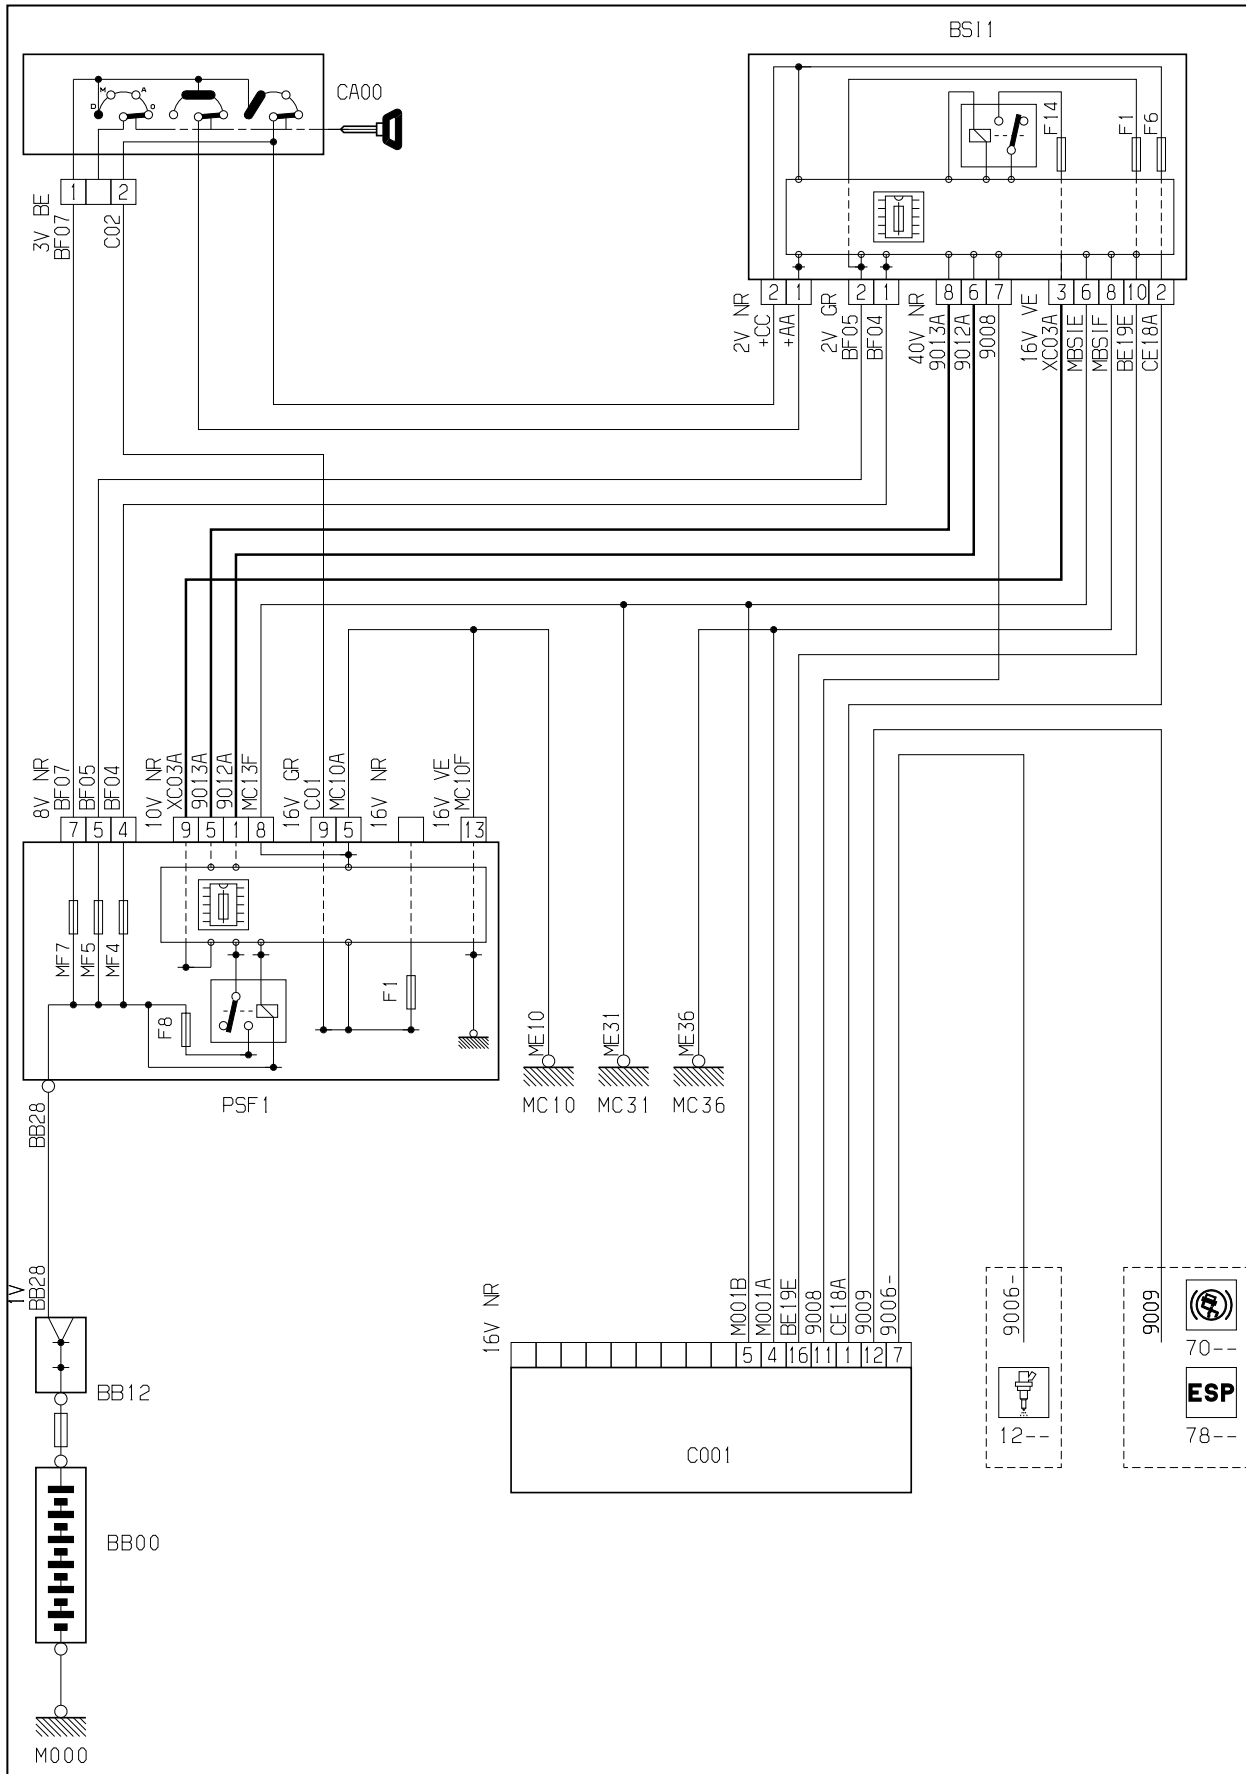 BSI1
CA00
M
A
D
O
F14
F1
F6
1
2
3V BE
BF07
C02
2
1
2
1
8
6
7
3
6
8
10
2
2V NR
+CC
+AA
2V GR
BF05
BF04
40V NR
9013A
9012A
9008
16V VE
XC03A
MBSIE
MBSIF
BE19E
CE18A
8V NR
BF07
BF05
BF04
10V NR
XC03A
9013A
9012A
MC13F
16V GR
C01
MC10A
16V NR
16V VE
MC10F
7
5
4
9
5
1
8
9
5
13
MF7
MF5
MF4
F8
F1
PSF1
ME10
ME31
ME36
MC10
MC31
MC36
BB28
1V
BB28
BB12
BB00
M000
16V NR
M001B
M001A
BE19E
9008
CE18A
9009
9006-
5
4
16
11
1
12
7
C001
9006-
12--
9009
70--
ESP
78--